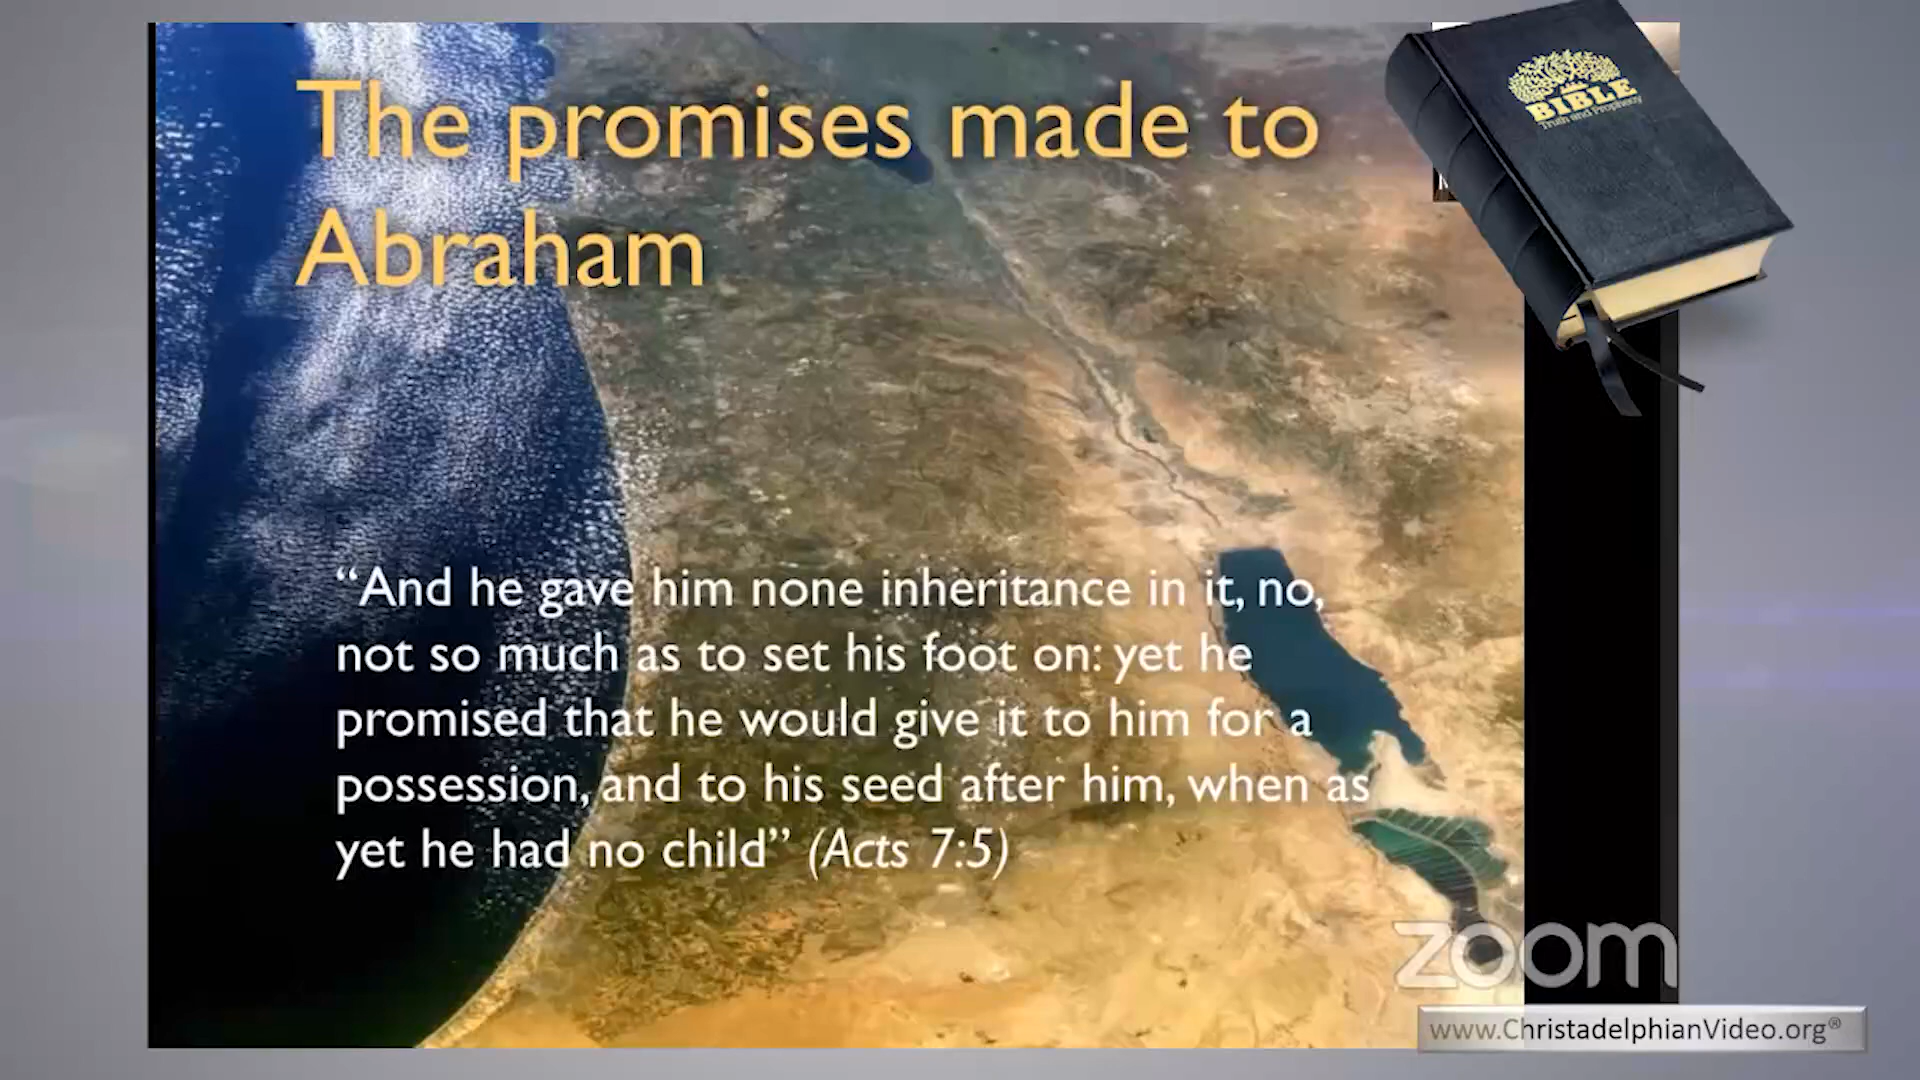 The promises made to
Abraham
BIBLE
Truth and Prophecy
“And he gave him none inheritance in it, no,
not so much as to set his foot on: yet he
promised that he would give it to him for a
possession, and to his seed after him, when as
yet he had no child” (Acts 7:5)
zoom
www.ChristadelphianVideo.org®